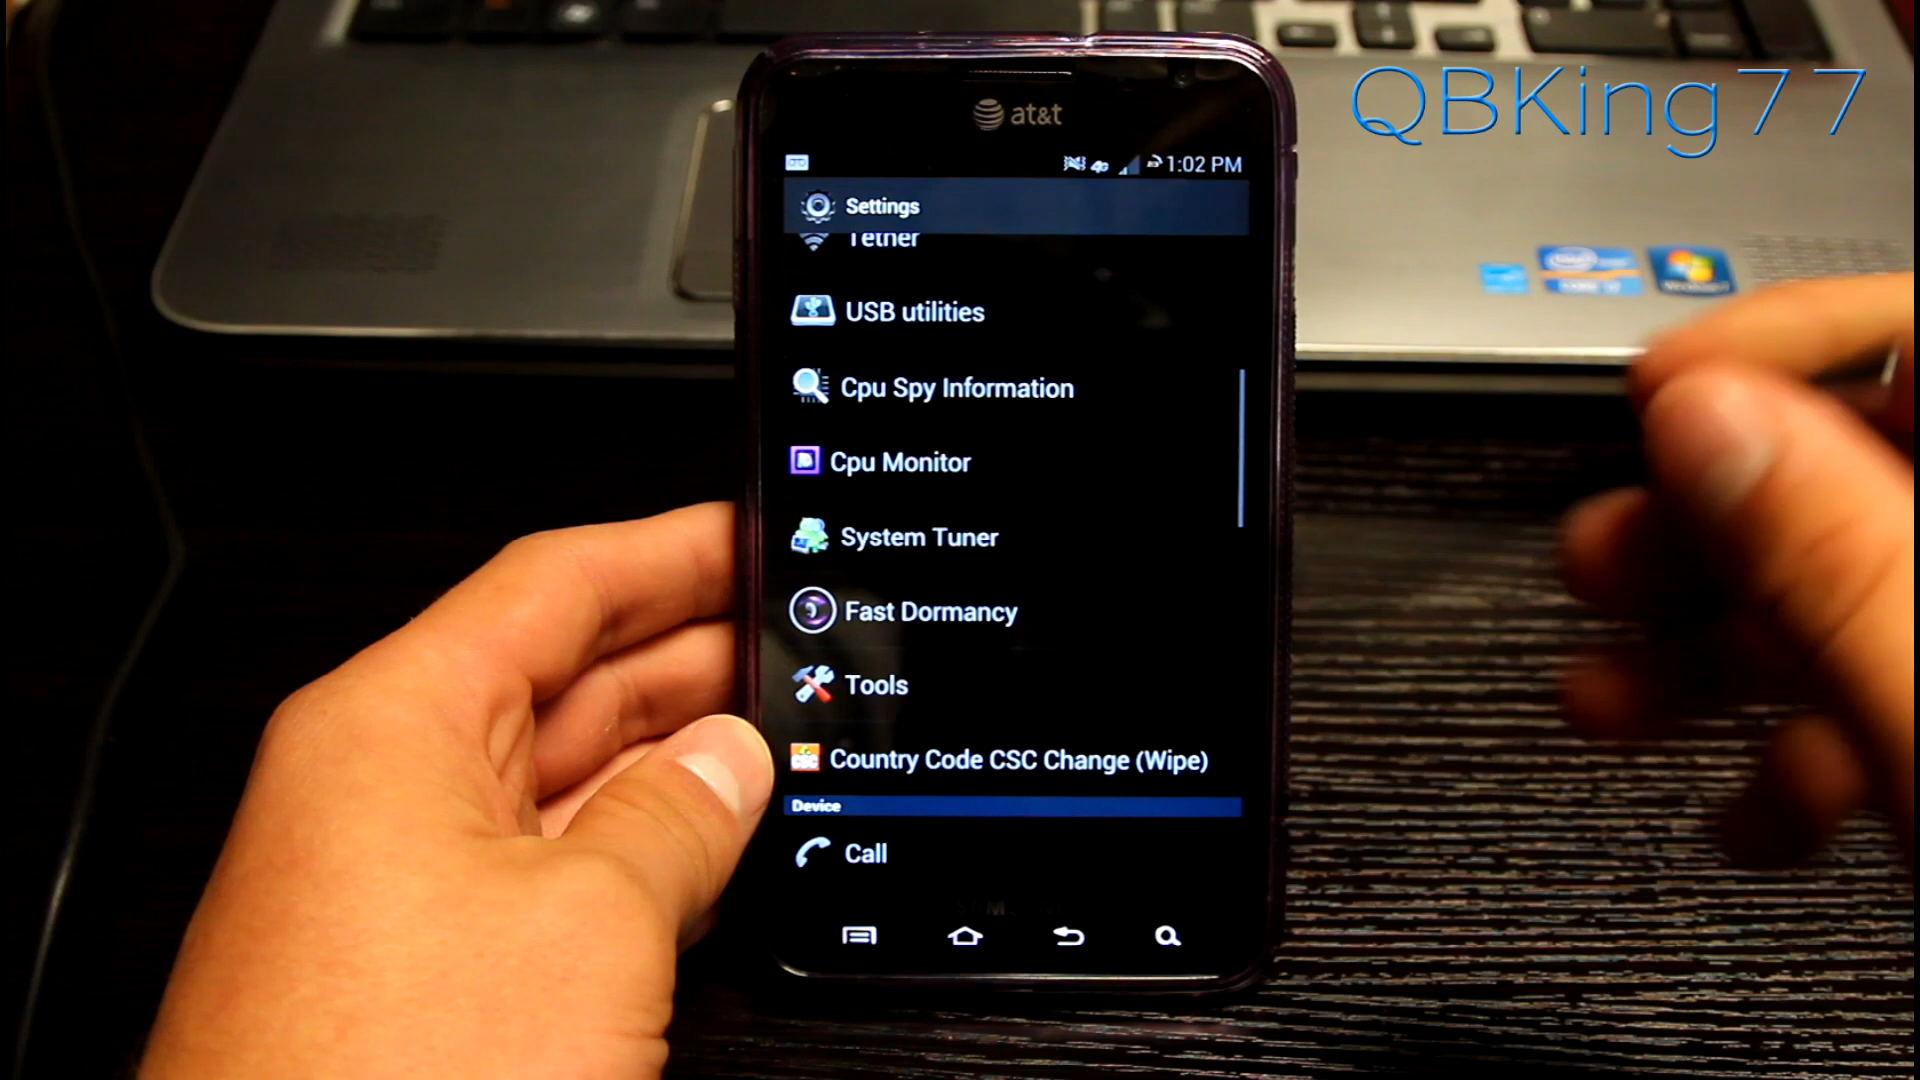 QBKing77
at&t
1:02 PM
Settings
Tether
USB utilities
Cpu Spy Information
Cpu Monitor
System Tuner
Fast Dormancy
Tools
CSC Country Code CSC Change (Wipe)
Device
Call